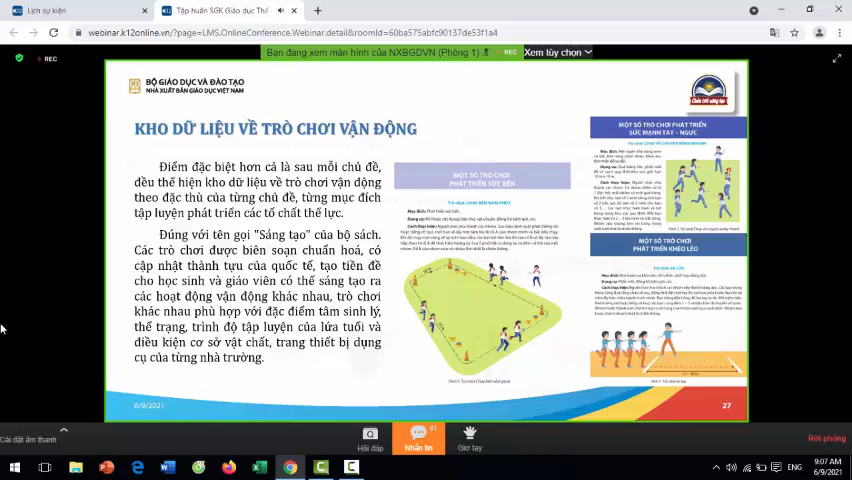 Lịch sự kiện
Tập huấn SGK Giáo dục Thể
webinar.k12online.vn/?page=LMS.OnlineConference.Webinar.detail&roomId=60ba575abfc90137de53f1a4
REC
Bạn đang xem màn hình của NXBGDVN (Phòng 1)
REC
Xem tùy chọn
BỘ GIÁO DỤC VÀ ĐÀO TẠO
NHÀ XUẤT BẢN GIÁO DỤC VIỆT NAM
Chân trời sáng tạo
KHO DỮ LIỆU VỀ TRÒ CHƠI VẬN ĐỘNG
Điểm đặc biệt hơn cả là sau mỗi chủ đề,
đều thể hiện kho dữ liệu về trò chơi vận động
theo đặc thù của từng chủ đề, từng mục đích
tập luyện phát triển các tố chất thể lực.
Đúng với tên gọi "Sáng tạo" của bộ sách.
Các trò chơi được biên soạn chuẩn hoá, có
cập nhật thành tựu của quốc tế, tạo tiền đề
cho học sinh và giáo viên có thể sáng tạo ra
các hoạt động vận động khác nhau, trò chơi
khác nhau phù hợp với đặc điểm tâm sinh lý,
thể trạng, trình độ tập luyện của lứa tuổi và
điều kiện cơ sở vật chất, trang thiết bị dụng
cụ của từng nhà trường.
MỘT SỐ TRÒ CHƠI
PHÁT TRIỂN SỨC BỀN
MỘT SỐ TRÒ CHƠI PHÁT TRIỂN
SỨC MẠNH TAY - NGỰC
MỘT SỐ TRÒ CHƠI
PHÁT TRIỂN KHÉO LÉO
6/9/2021
27
Cài đặt âm thanh
Hỏi đáp
41
Nhắn tin
Giơ tay
Rời phòng
ENG
9:07 AM
6/9/2021